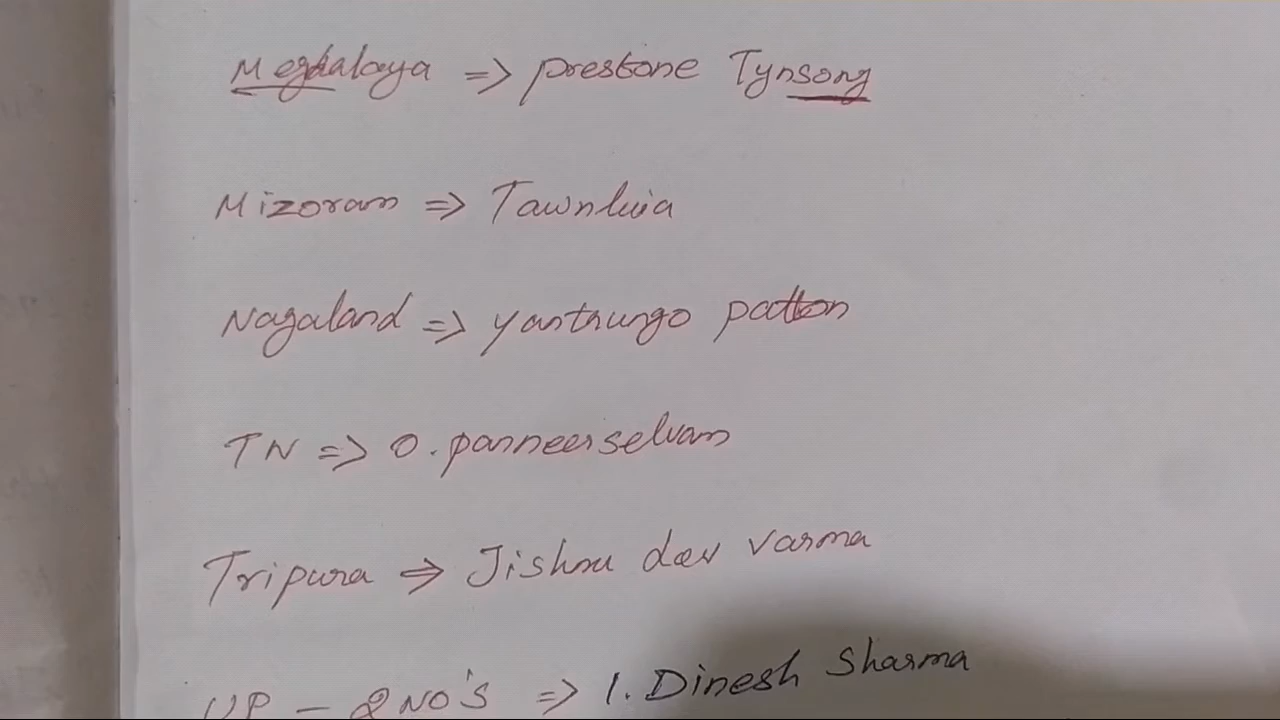 Meghalaya => prestone Tynsong
Mizoram => Tawnluia
Nagaland => yanthungo patton
TN => O. panneerselvam
Tripura => Jishnu dev varma
UP - 2 NO'S => 1. Dinesh Sharma